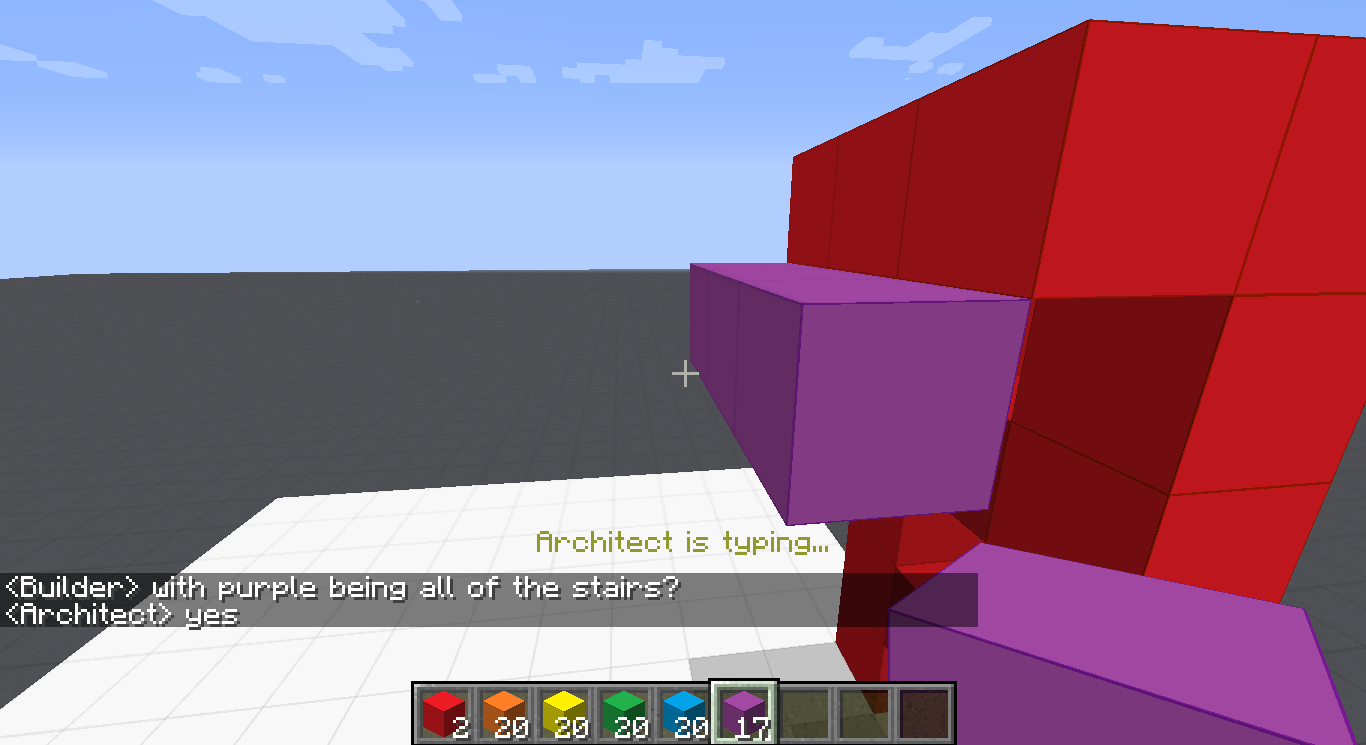 Architect is typing...
<Builder> with purple being all of the stairs?
<Architect> yes
2 20 20 20 20 17